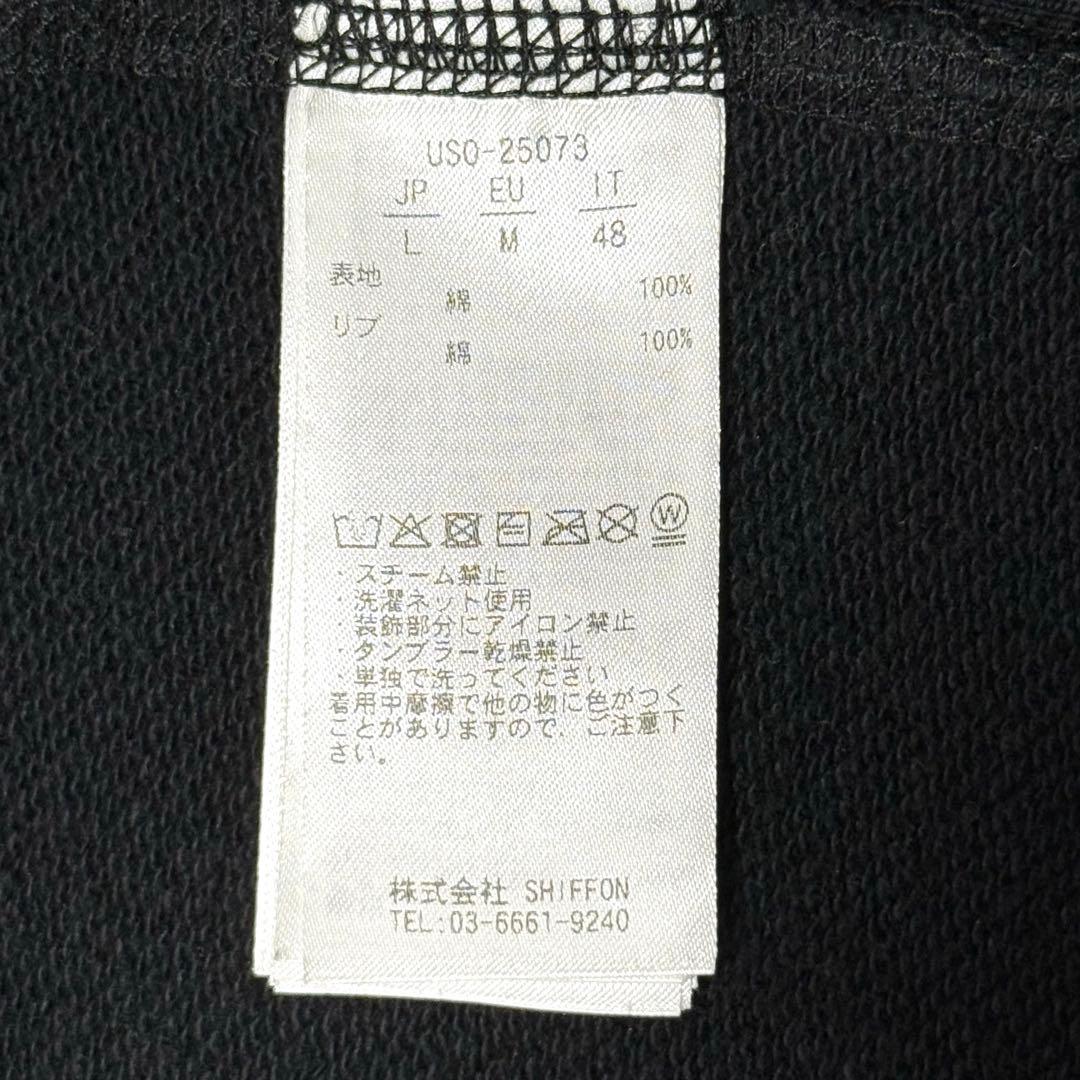 USO-25073
JP EU IT
L M 48
表地
綿 100%
リブ
綿 100%
W
・スチーム禁止
・洗濯ネット使用
・装飾部分にアイロン禁止
・タンブラー乾燥禁止
・単独で洗ってください
着用中摩擦で他の物に色がつく
ことがありますので、ご注意下
さい。
株式会社 SHIFFON
TEL:03-6661-9240